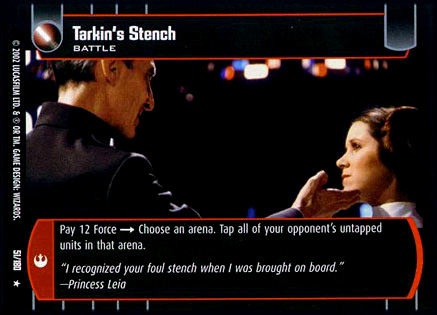 Tarkin's Stench
BATTLE
© 2002 LUCASFILM LTD. & ® OR TM. GAME DESIGN: WIZARDS.
Pay 12 Force → Choose an arena. Tap all of your opponent's untapped
units in that arena.
"I recognized your foul stench when I was brought on board."
—Princess Leia
51/180